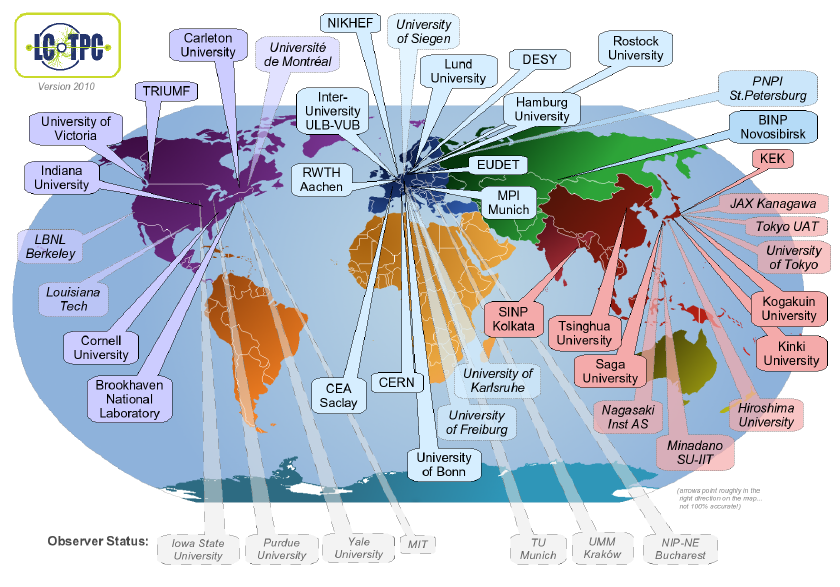 LC TPC
Version 2010
Carleton
University
Université
de Montréal
NIKHEF
University
of Siegen
Lund
University
DESY
Rostock
University
TRIUMF
Inter-
University
ULB-VUB
Hamburg
University
PNPI
St.Petersburg
University of
Victoria
BINP
Novosibirsk
Indiana
University
RWTH
Aachen
EUDET
KEK
MPI
Munich
JAX Kanagawa
Tokyo UAT
University
of Tokyo
LBNL
Berkeley
Louisiana
Tech
SINP
Kolkata
Tsinghua
University
Kogakuin
University
Cornell
University
Saga
University
Kinki
University
Brookhaven
National
Laboratory
CEA
Saclay
CERN
University of
Karlsruhe
University
of Freiburg
Nagasaki
Inst AS
Hiroshima
University
Minadano
SU-IIT
University
of Bonn
(arrows point roughly in the
right direction on the map...
not 100% accurate!)
Observer Status:
Iowa State
University
Purdue
University
Yale
University
MIT
TU
Munich
UMM
Kraków
NIP-NE
Bucharest